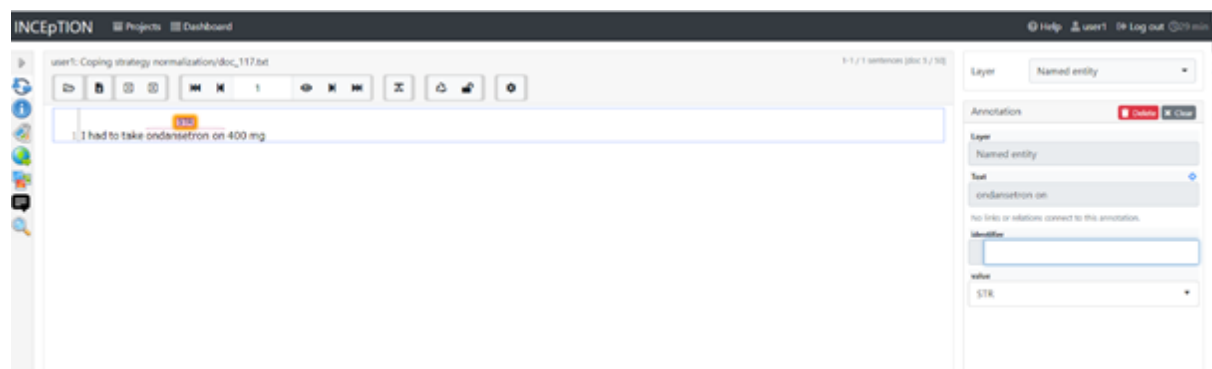 INCEpTION Projects Dashboard Help user1 Log out 29 min
user1: Coping strategy normalization/doc_117.txt 1-1 / 1 sentences [doc 5 / 50]
1
STR
1 I had to take ondansetron on 400 mg
Layer Named entity
Annotation Delete Clear
Layer
Named entity
Text
ondansetron on
No links or relations connect to this annotation.
identifier
value
STR